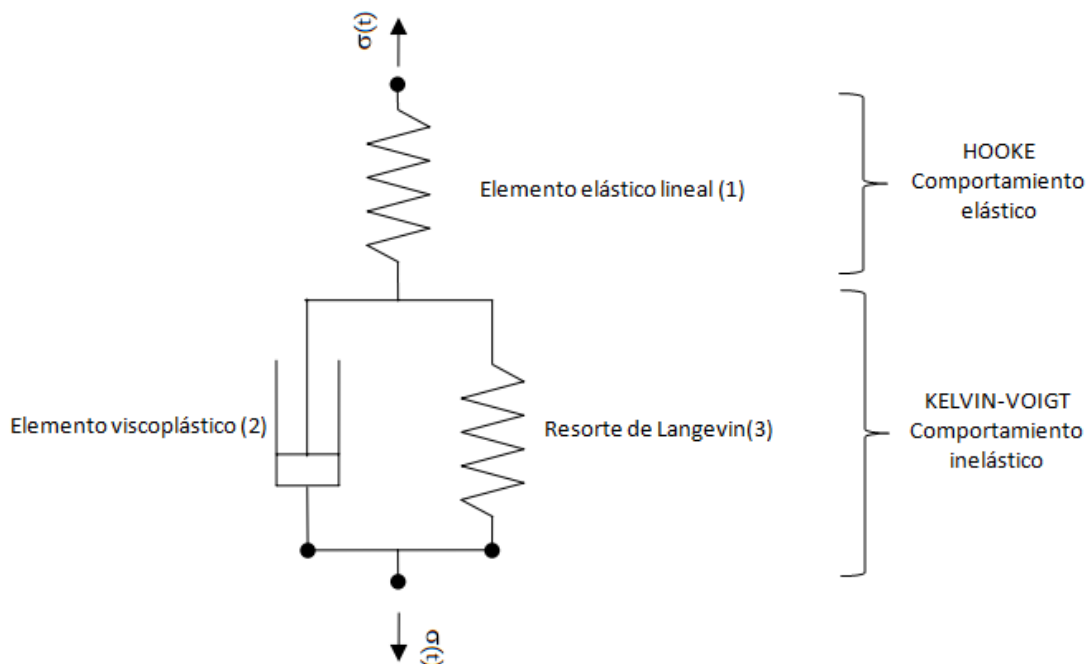 σ(t)
Elemento elástico lineal (1)
HOOKE
Comportamiento
elástico
Elemento viscoplástico (2)
Resorte de Langevin(3)
KELVIN-VOIGT
Comportamiento
inelástico
σ(t)